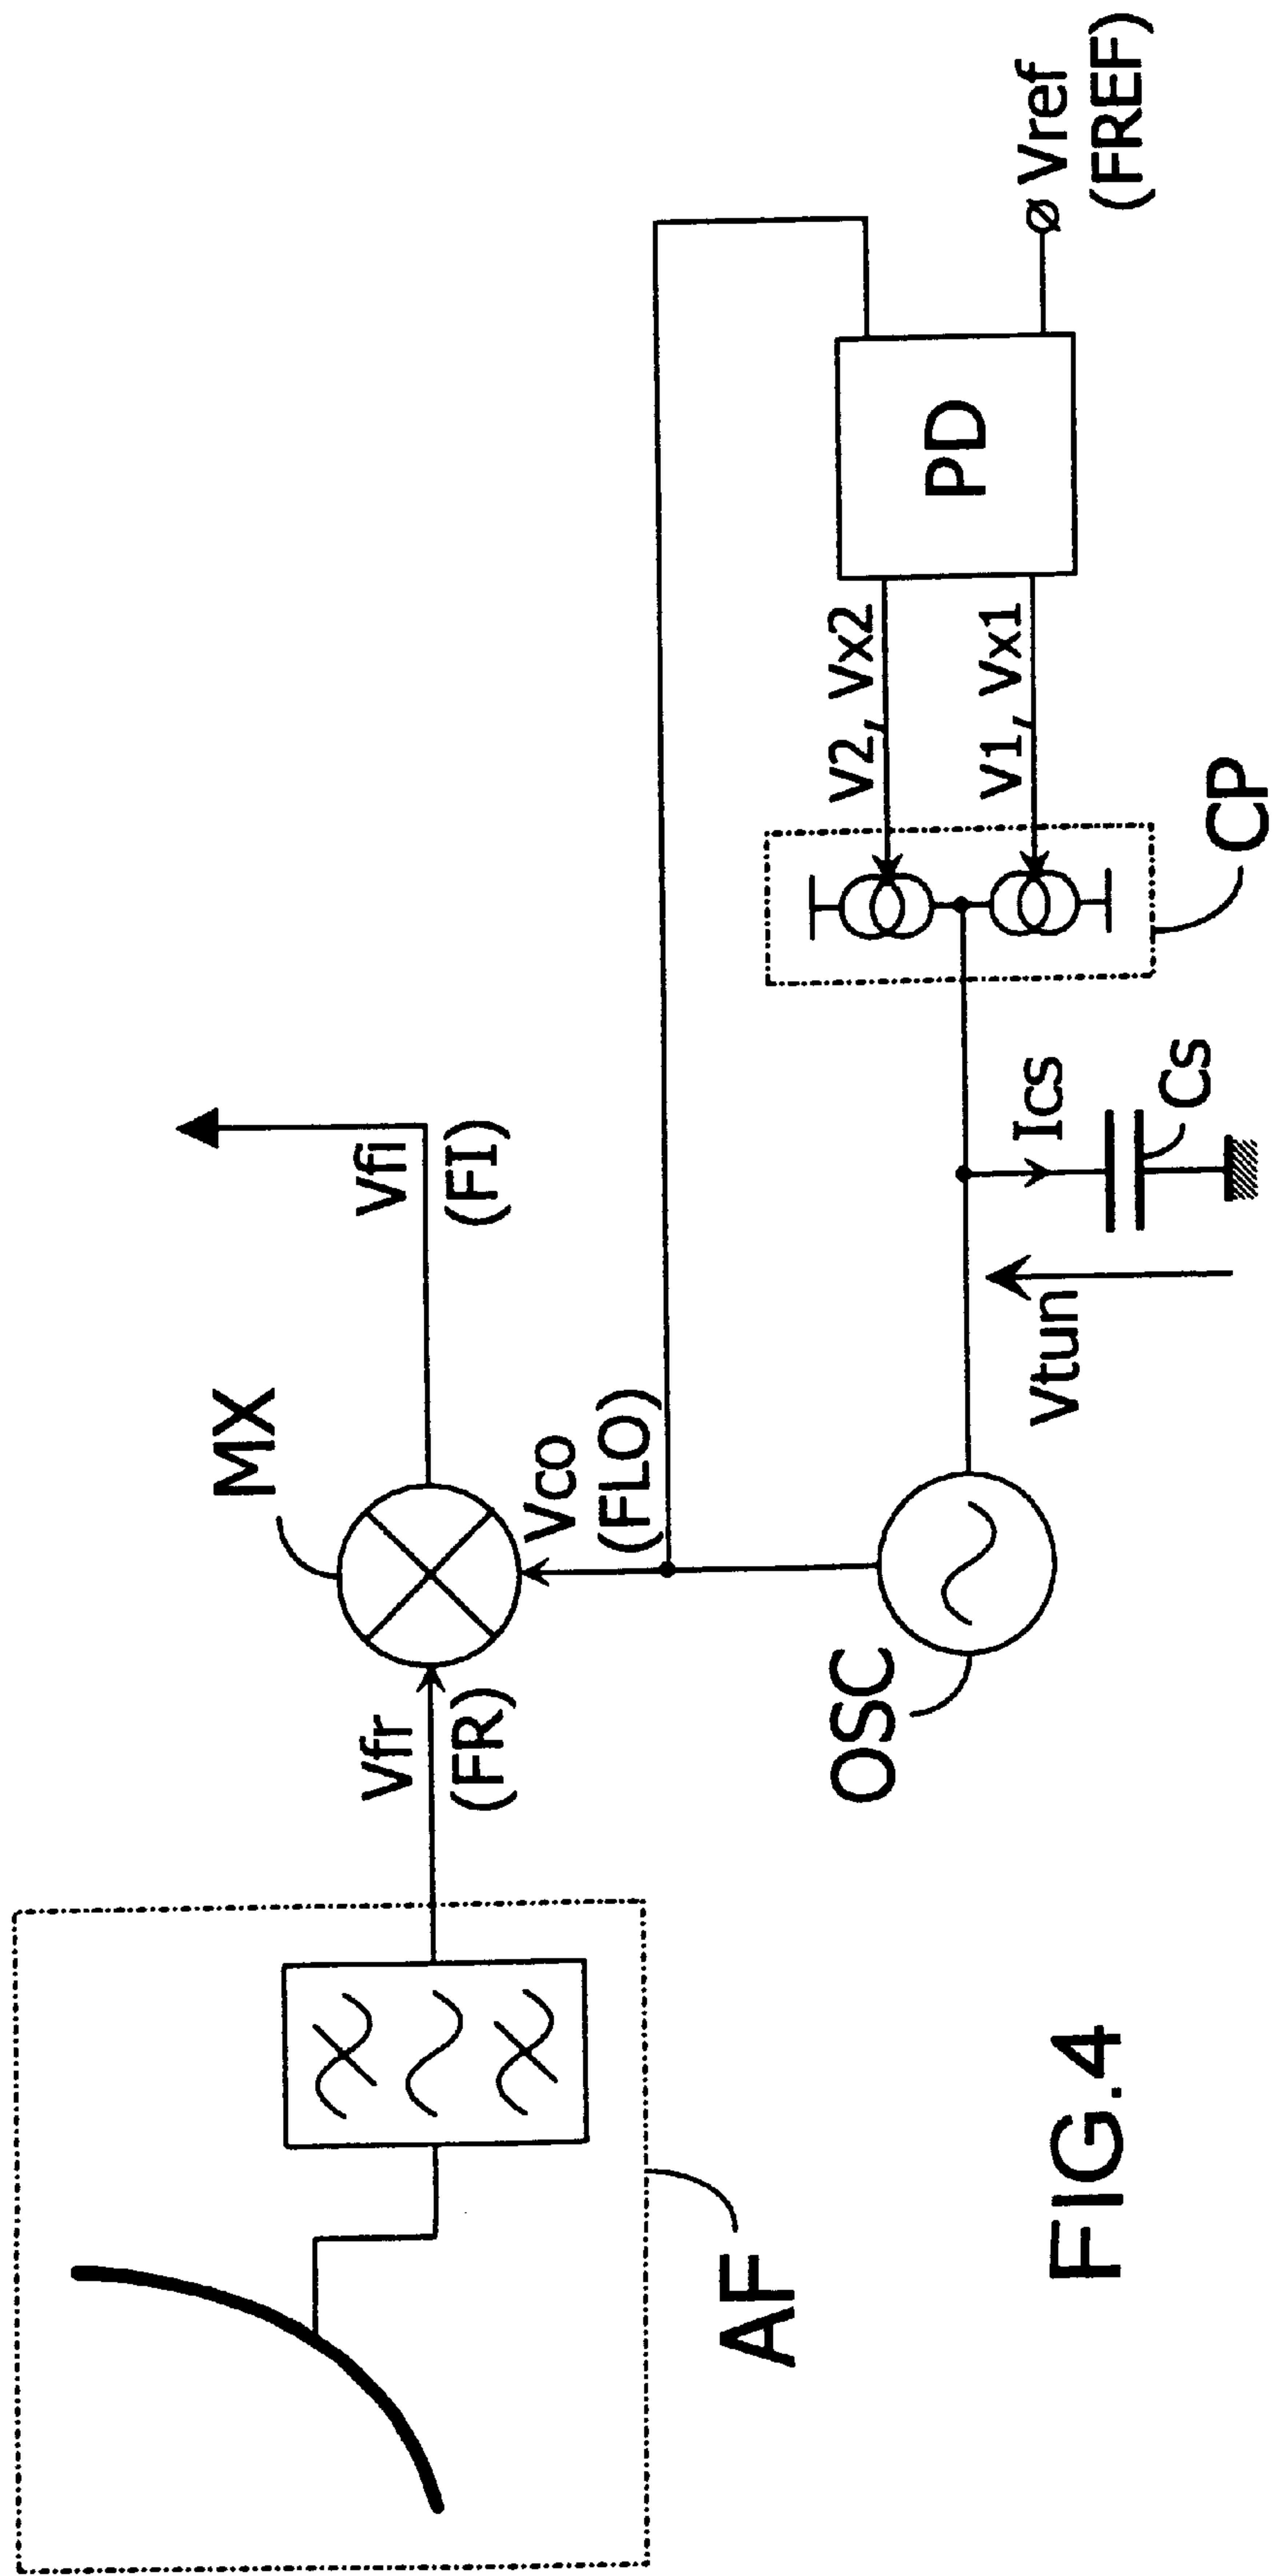 MX
Vfr
(FR)
Vfi
(FI)
Vco
(FLO)
AF
OSC
Vtun
Ics
Cs
V2, Vx2
V1, Vx1
CP
PD
ø Vref
(FREF)
FIG.4